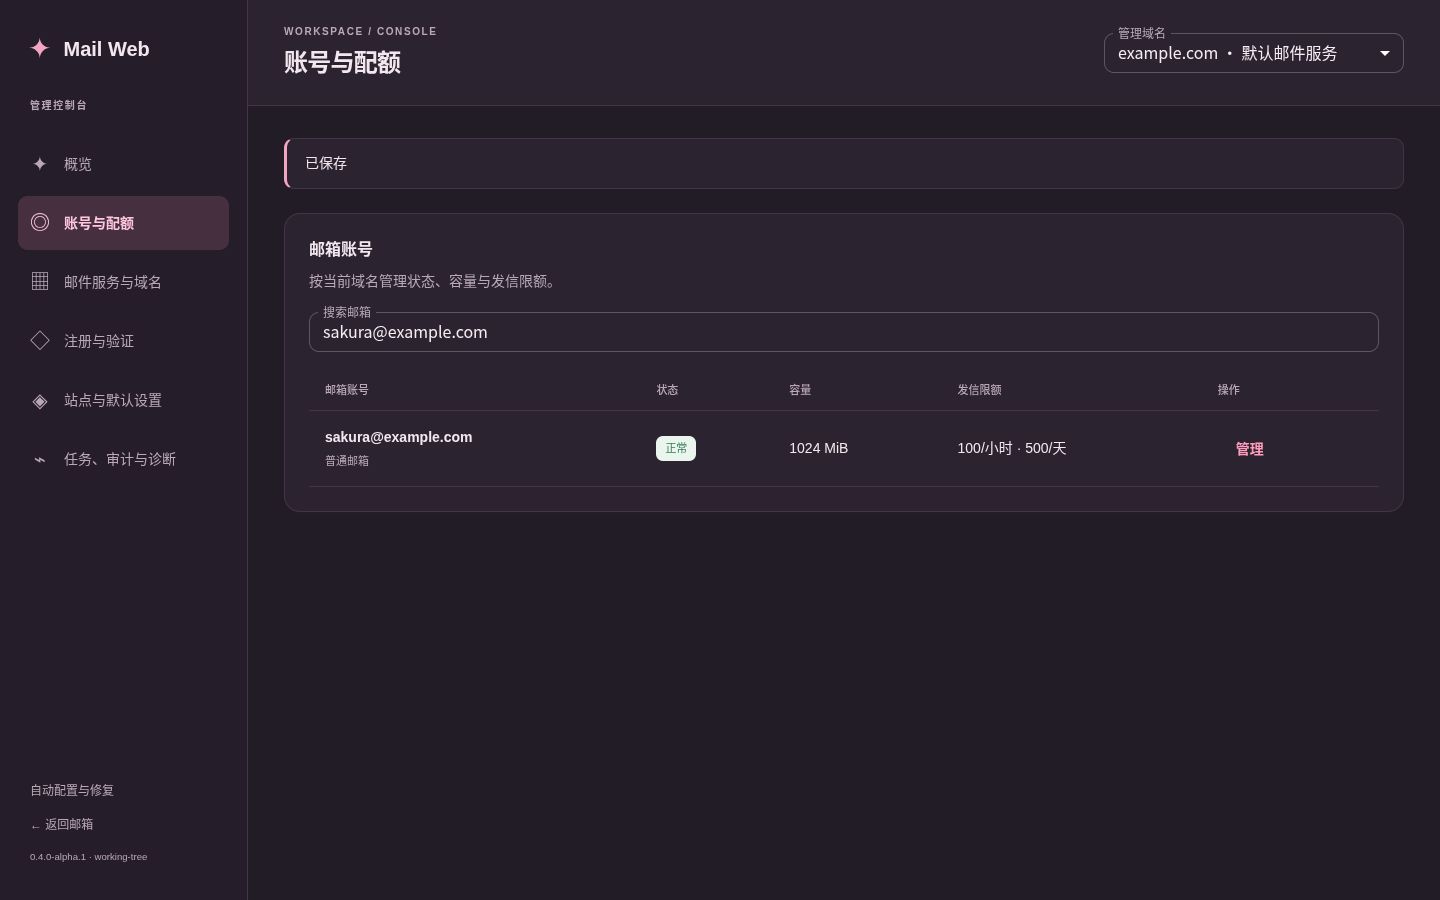 Mail Web
管理控制台
概览
账号与配额
邮件服务与域名
注册与验证
站点与默认设置
任务、审计与诊断
自动配置与修复
← 返回邮箱
0.4.0-alpha.1 · working-tree
WORKSPACE / CONSOLE
账号与配额
管理域名
example.com · 默认邮件服务
已保存
邮箱账号
按当前域名管理状态、容量与发信限额。
搜索邮箱
sakura@example.com
邮箱账号 状态 容量 发信限额 操作
sakura@example.com
普通邮箱
正常 1024 MiB 100/小时 · 500/天 管理